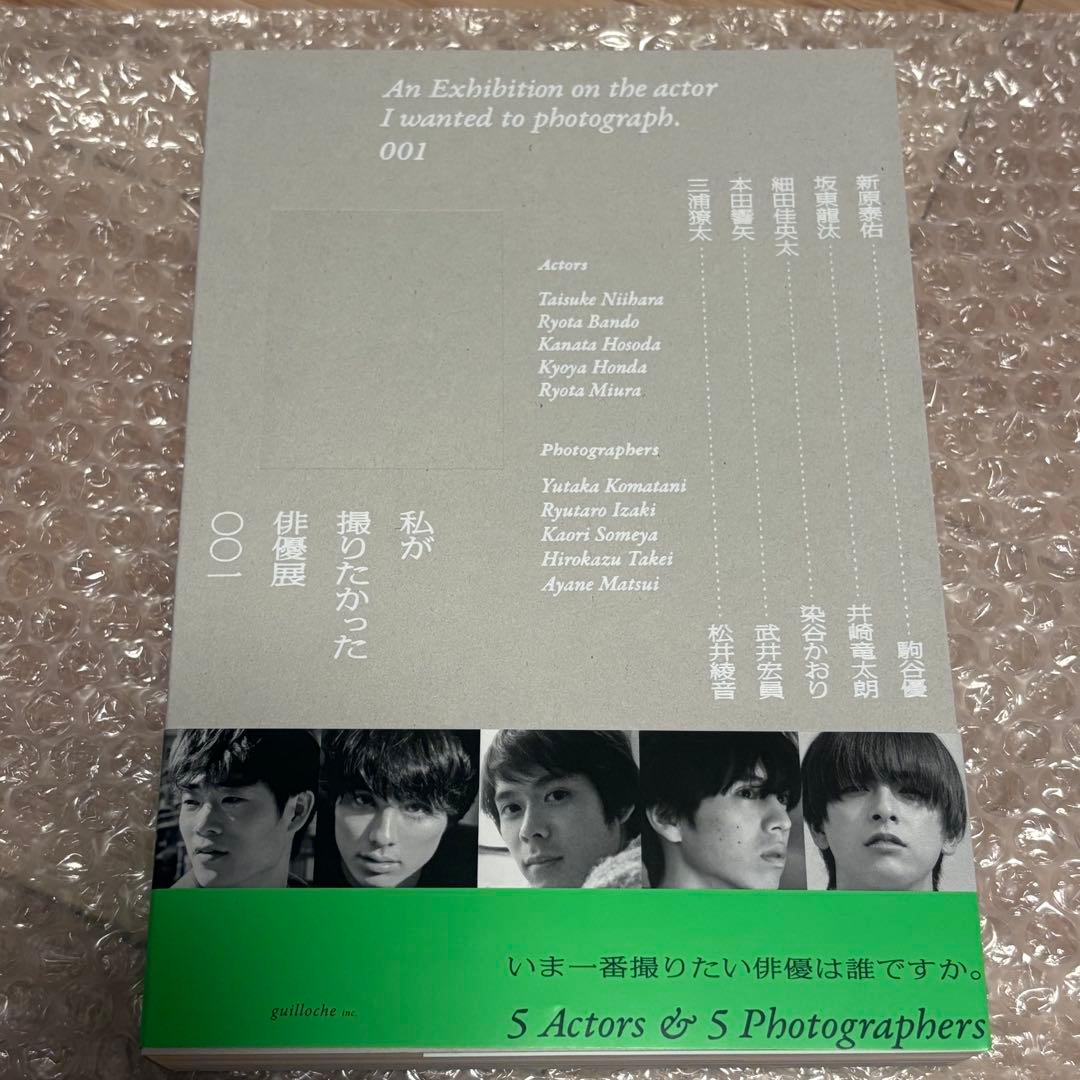 An Exhibition on the actor
I wanted to photograph.
001
新原泰佑
坂東龍汰
細田佳央太
本田響矢
三浦獠太
Actors
Taisuke Niihara
Ryota Bando
Kanata Hosoda
Kyoya Honda
Ryota Miura
Photographers
Yutaka Komatani
Ryutaro Izaki
Kaori Someya
Hirokazu Takei
Ayane Matsui
駒谷優
井崎竜太朗
染谷かおり
武井宏員
松井綾音
私が
撮りたかった
俳優展
〇〇一
いま一番撮りたい俳優は誰ですか。
guilloche inc.
5 Actors & 5 Photographers